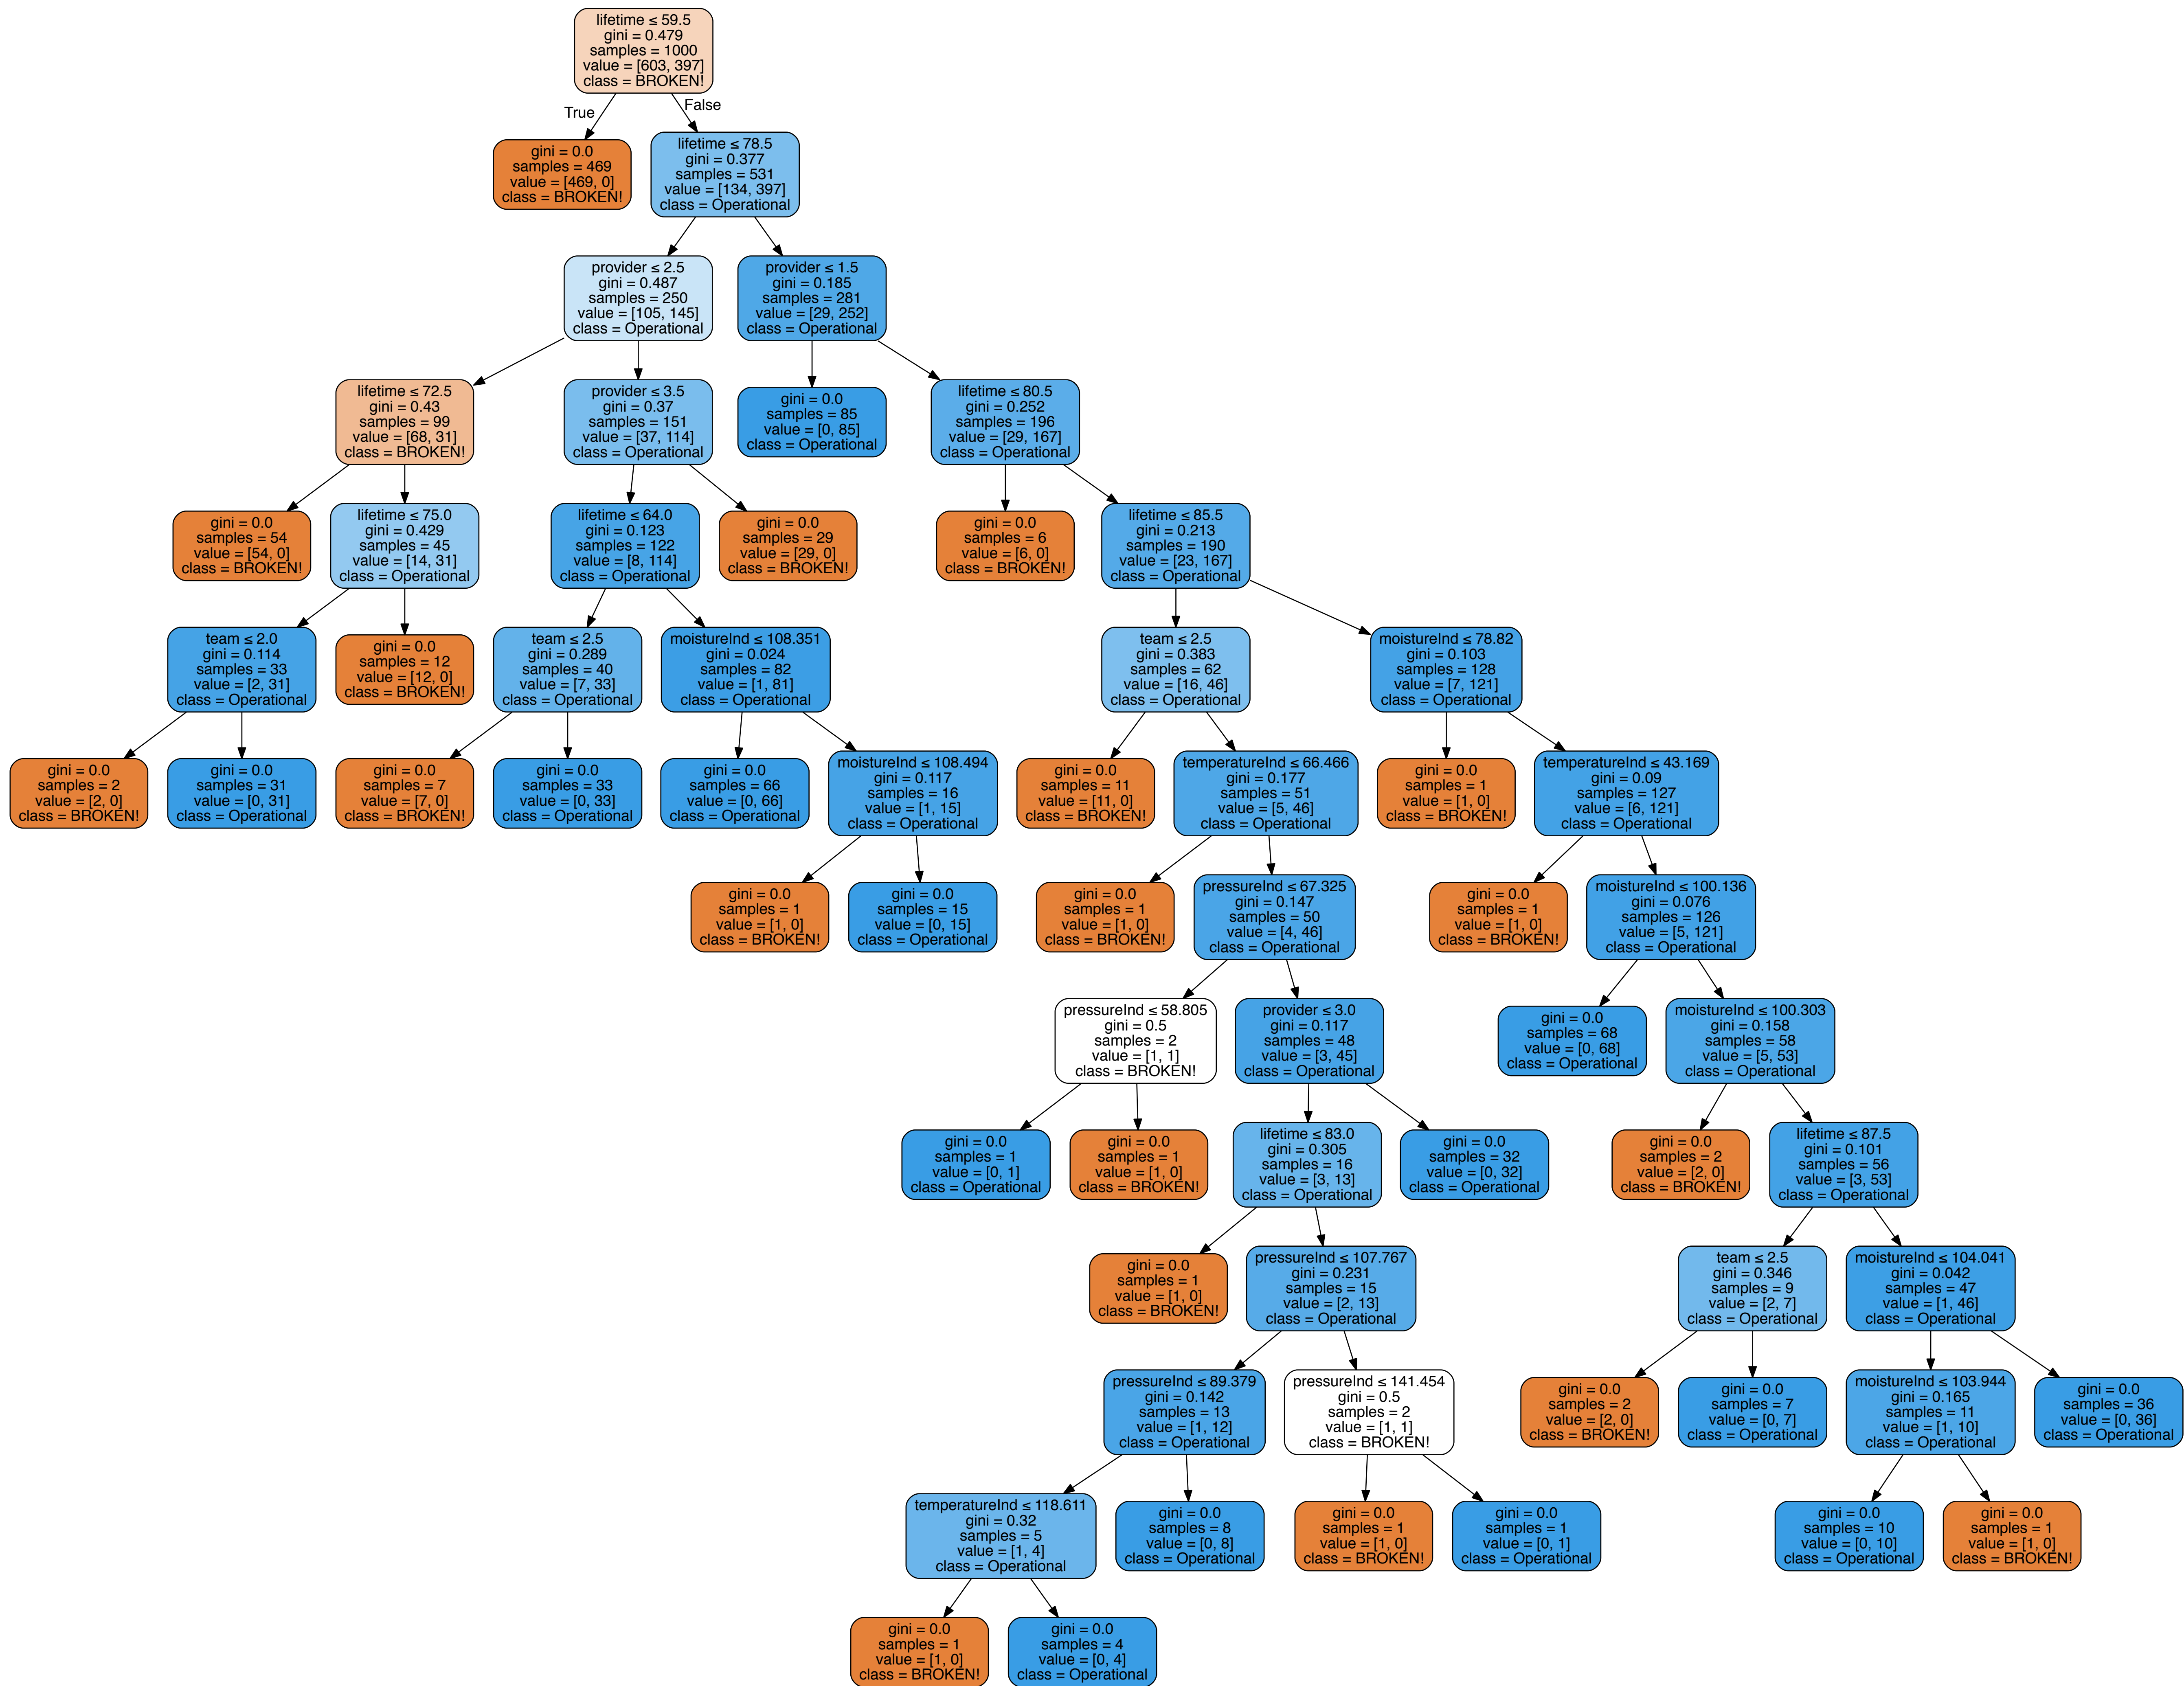 lifetime ≤ 59.5
gini = 0.479
samples = 1000
value = [603, 397]
class = BROKEN!
True
False
gini = 0.0
samples = 469
value = [469, 0]
class = BROKEN!
lifetime ≤ 78.5
gini = 0.377
samples = 531
value = [134, 397]
class = Operational
provider ≤ 2.5
gini = 0.487
samples = 250
value = [105, 145]
class = Operational
provider ≤ 1.5
gini = 0.185
samples = 281
value = [29, 252]
class = Operational
lifetime ≤ 72.5
gini = 0.43
samples = 99
value = [68, 31]
class = BROKEN!
provider ≤ 3.5
gini = 0.37
samples = 151
value = [37, 114]
class = Operational
gini = 0.0
samples = 85
value = [0, 85]
class = Operational
lifetime ≤ 80.5
gini = 0.252
samples = 196
value = [29, 167]
class = Operational
gini = 0.0
samples = 54
value = [54, 0]
class = BROKEN!
lifetime ≤ 75.0
gini = 0.429
samples = 45
value = [14, 31]
class = Operational
lifetime ≤ 64.0
gini = 0.123
samples = 122
value = [8, 114]
class = Operational
gini = 0.0
samples = 29
value = [29, 0]
class = BROKEN!
gini = 0.0
samples = 6
value = [6, 0]
class = BROKEN!
lifetime ≤ 85.5
gini = 0.213
samples = 190
value = [23, 167]
class = Operational
team ≤ 2.0
gini = 0.114
samples = 33
value = [2, 31]
class = Operational
gini = 0.0
samples = 12
value = [12, 0]
class = BROKEN!
team ≤ 2.5
gini = 0.289
samples = 40
value = [7, 33]
class = Operational
moistureInd ≤ 108.351
gini = 0.024
samples = 82
value = [1, 81]
class = Operational
team ≤ 2.5
gini = 0.383
samples = 62
value = [16, 46]
class = Operational
moistureInd ≤ 78.82
gini = 0.103
samples = 128
value = [7, 121]
class = Operational
gini = 0.0
samples = 2
value = [2, 0]
class = BROKEN!
gini = 0.0
samples = 31
value = [0, 31]
class = Operational
gini = 0.0
samples = 7
value = [7, 0]
class = BROKEN!
gini = 0.0
samples = 33
value = [0, 33]
class = Operational
gini = 0.0
samples = 66
value = [0, 66]
class = Operational
moistureInd ≤ 108.494
gini = 0.117
samples = 16
value = [1, 15]
class = Operational
gini = 0.0
samples = 11
value = [11, 0]
class = BROKEN!
temperatureInd ≤ 66.466
gini = 0.177
samples = 51
value = [5, 46]
class = Operational
gini = 0.0
samples = 1
value = [1, 0]
class = BROKEN!
temperatureInd ≤ 43.169
gini = 0.09
samples = 127
value = [6, 121]
class = Operational
gini = 0.0
samples = 1
value = [1, 0]
class = BROKEN!
gini = 0.0
samples = 15
value = [0, 15]
class = Operational
gini = 0.0
samples = 1
value = [1, 0]
class = BROKEN!
pressureInd ≤ 67.325
gini = 0.147
samples = 50
value = [4, 46]
class = Operational
gini = 0.0
samples = 1
value = [1, 0]
class = BROKEN!
moistureInd ≤ 100.136
gini = 0.076
samples = 126
value = [5, 121]
class = Operational
pressureInd ≤ 58.805
gini = 0.5
samples = 2
value = [1, 1]
class = BROKEN!
provider ≤ 3.0
gini = 0.117
samples = 48
value = [3, 45]
class = Operational
gini = 0.0
samples = 68
value = [0, 68]
class = Operational
moistureInd ≤ 100.303
gini = 0.158
samples = 58
value = [5, 53]
class = Operational
gini = 0.0
samples = 1
value = [0, 1]
class = Operational
gini = 0.0
samples = 1
value = [1, 0]
class = BROKEN!
lifetime ≤ 83.0
gini = 0.305
samples = 16
value = [3, 13]
class = Operational
gini = 0.0
samples = 32
value = [0, 32]
class = Operational
gini = 0.0
samples = 2
value = [2, 0]
class = BROKEN!
lifetime ≤ 87.5
gini = 0.101
samples = 56
value = [3, 53]
class = Operational
gini = 0.0
samples = 1
value = [1, 0]
class = BROKEN!
pressureInd ≤ 107.767
gini = 0.231
samples = 15
value = [2, 13]
class = Operational
team ≤ 2.5
gini = 0.346
samples = 9
value = [2, 7]
class = Operational
moistureInd ≤ 104.041
gini = 0.042
samples = 47
value = [1, 46]
class = Operational
pressureInd ≤ 89.379
gini = 0.142
samples = 13
value = [1, 12]
class = Operational
pressureInd ≤ 141.454
gini = 0.5
samples = 2
value = [1, 1]
class = BROKEN!
gini = 0.0
samples = 2
value = [2, 0]
class = BROKEN!
gini = 0.0
samples = 7
value = [0, 7]
class = Operational
moistureInd ≤ 103.944
gini = 0.165
samples = 11
value = [1, 10]
class = Operational
gini = 0.0
samples = 36
value = [0, 36]
class = Operational
temperatureInd ≤ 118.611
gini = 0.32
samples = 5
value = [1, 4]
class = Operational
gini = 0.0
samples = 8
value = [0, 8]
class = Operational
gini = 0.0
samples = 1
value = [1, 0]
class = BROKEN!
gini = 0.0
samples = 1
value = [0, 1]
class = Operational
gini = 0.0
samples = 10
value = [0, 10]
class = Operational
gini = 0.0
samples = 1
value = [1, 0]
class = BROKEN!
gini = 0.0
samples = 1
value = [1, 0]
class = BROKEN!
gini = 0.0
samples = 4
value = [0, 4]
class = Operational